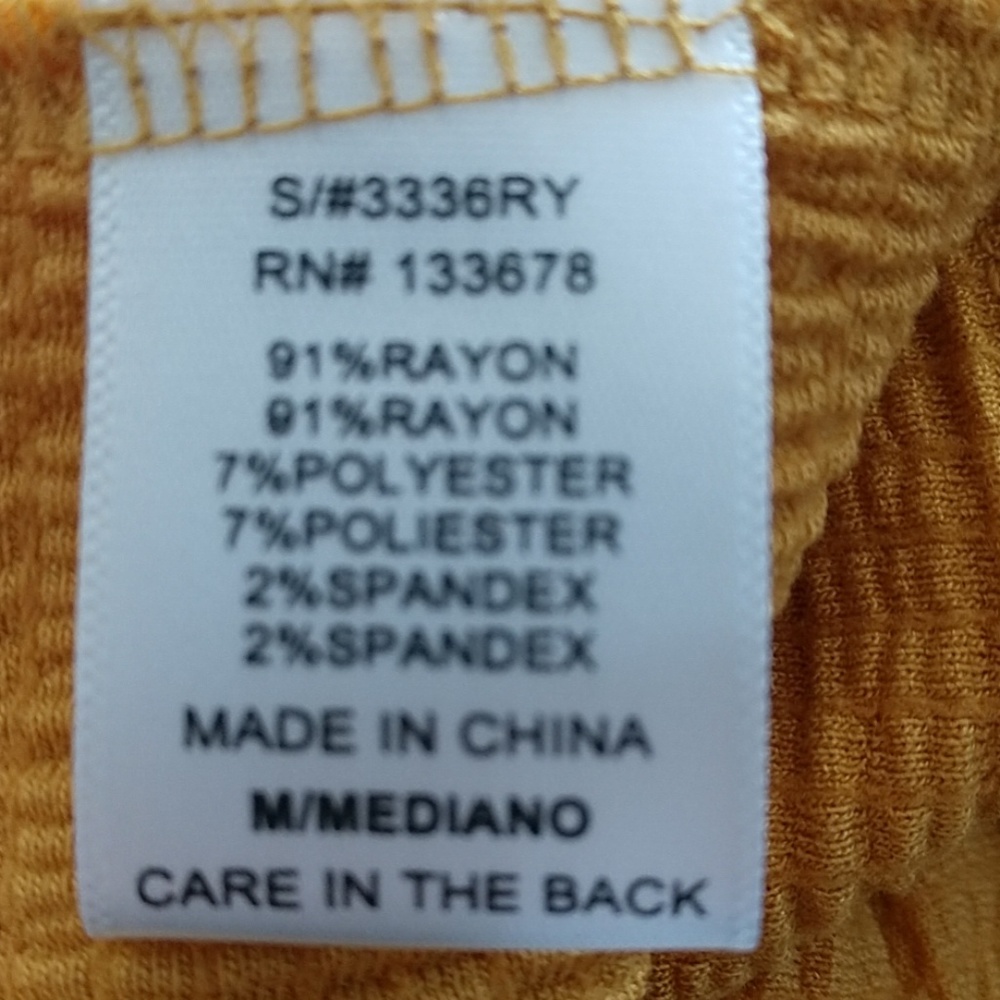 S/#3336RY
RN# 133678
91%RAYON
91%RAYON
7%POLYESTER
7%POLIESTER
2%SPANDEX
2%SPANDEX
MADE IN CHINA
M/MEDIANO
CARE IN THE BACK